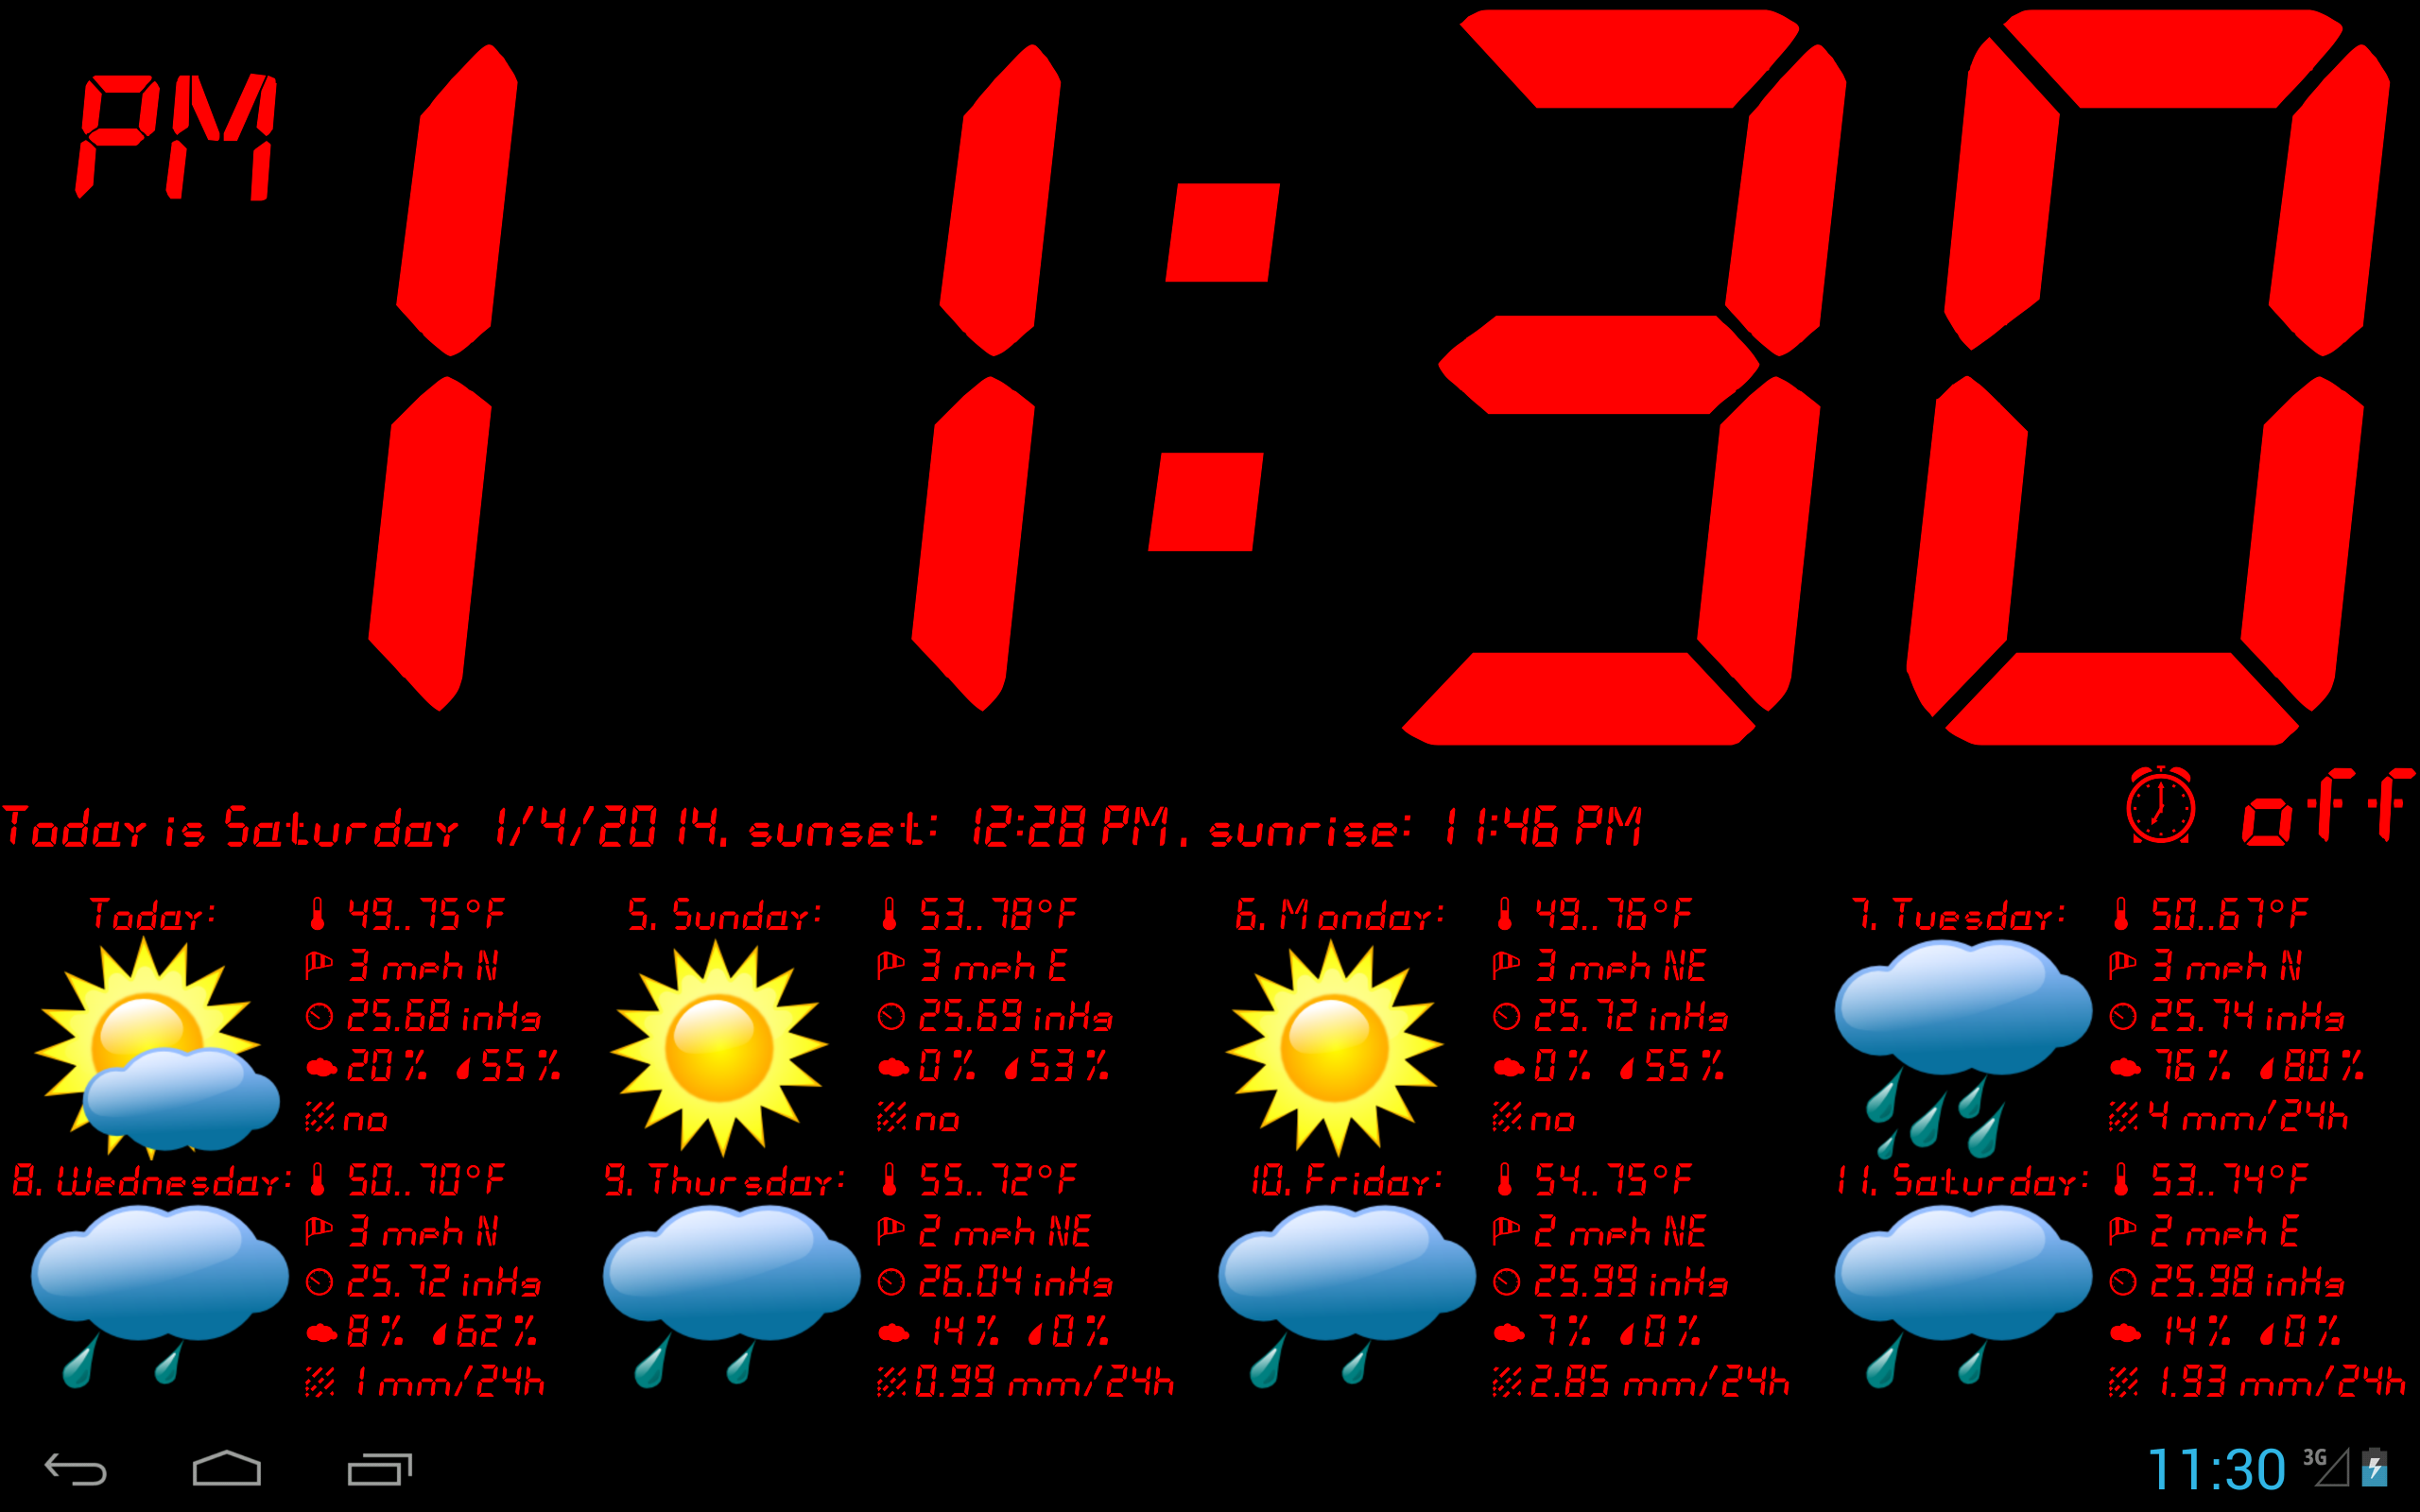 PM 11:30
off
Today is Saturday 1/4/2014, sunset: 12:28 PM, sunrise: 11:46 PM
Today:
49..75°F
3 mph N
25.68 inHg
20% 55%
no
5. Sunday:
53..78°F
3 mph E
25.69 inHg
0% 53%
no
6. Monday:
49..76°F
3 mph NE
25.72 inHg
0% 55%
no
7. Tuesday:
50..67°F
3 mph N
25.74 inHg
76% 80%
4 mm/24h
8. Wednesday:
50..70°F
3 mph N
25.72 inHg
8% 62%
1 mm/24h
9. Thursday:
55..72°F
2 mph NE
26.04 inHg
14% 0%
0.99 mm/24h
10. Friday:
54..75°F
2 mph NE
25.99 inHg
7% 0%
2.85 mm/24h
11. Saturday:
53..74°F
2 mph E
25.98 inHg
14% 0%
1.93 mm/24h
11:30 3G